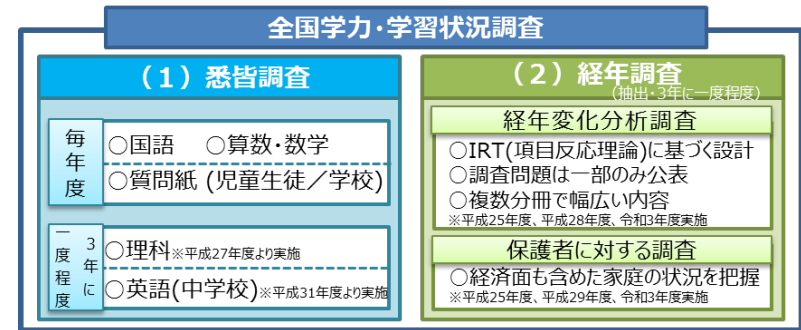 全国学力・学習状況調査
（１）悉皆調査
毎年度
○国語　○算数・数学
○質問紙 (児童生徒／学校)
3年に一度程度
○理科※平成27年度より実施
○英語(中学校)※平成31年度より実施
（２）経年調査
（抽出・3年に一度程度）
経年変化分析調査
○IRT(項目反応理論)に基づく設計
○調査問題は一部のみ公表
○複数分冊で幅広い内容
※平成25年度、平成28年度、令和3年度実施
保護者に対する調査
○経済面も含めた家庭の状況を把握
※平成25年度、平成29年度、令和3年度実施